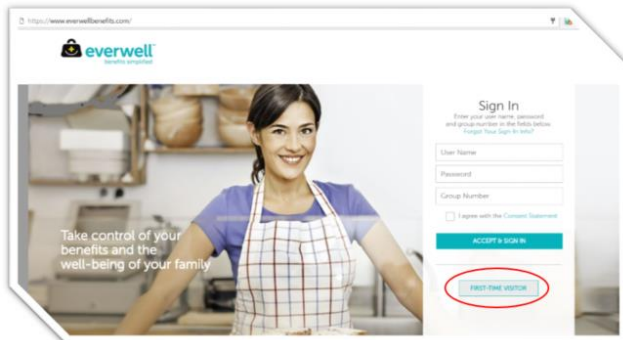 https://www.everwellbenefits.com/
everwell
benefits simplified
Sign In
Enter your user name, password
and group number in the fields below.
Forgot Your Sign In Info?
User Name
Password
Group Number
I agree with the Consent Statement
ACCEPT & SIGN IN
FIRST-TIME VISITOR
Take control of your
benefits and the
well-being of your family